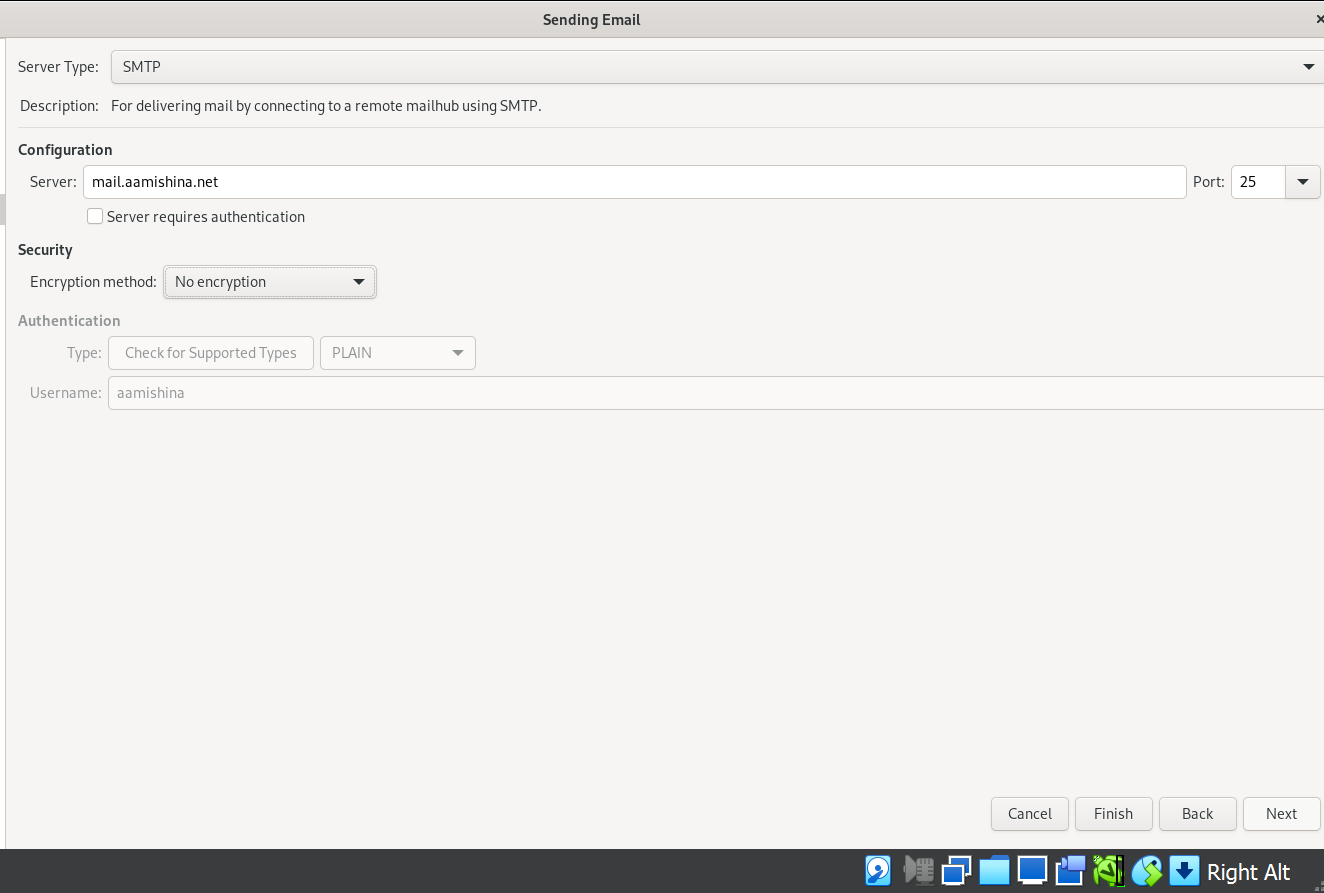 Sending Email
Server Type: SMTP
Description: For delivering mail by connecting to a remote mailhub using SMTP.
Configuration
Server: mail.aamishina.net Port: 25
Server requires authentication
Security
Encryption method: No encryption
Authentication
Type: Check for Supported Types PLAIN
Username: aamishina
Cancel Finish Back Next
Right Alt